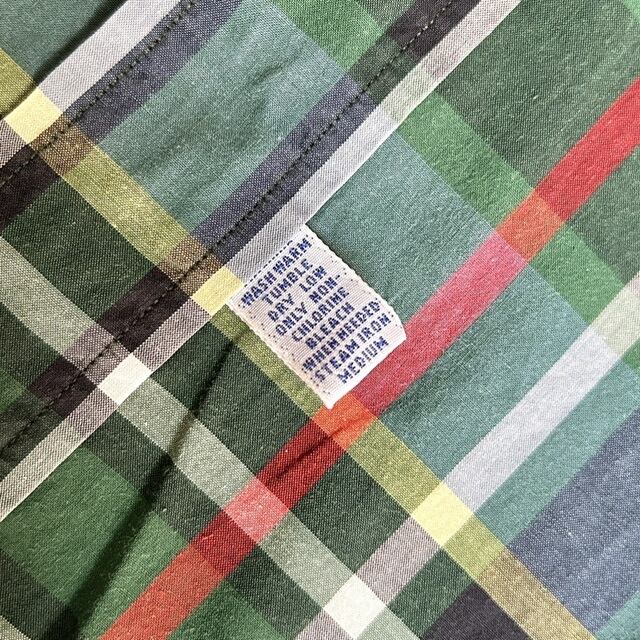 WASH WARM
TUMBLE
DRY LOW
ONLY NON-
CHLORINE
BLEACH
WHEN NEEDED
STEAM IRON
MEDIUM